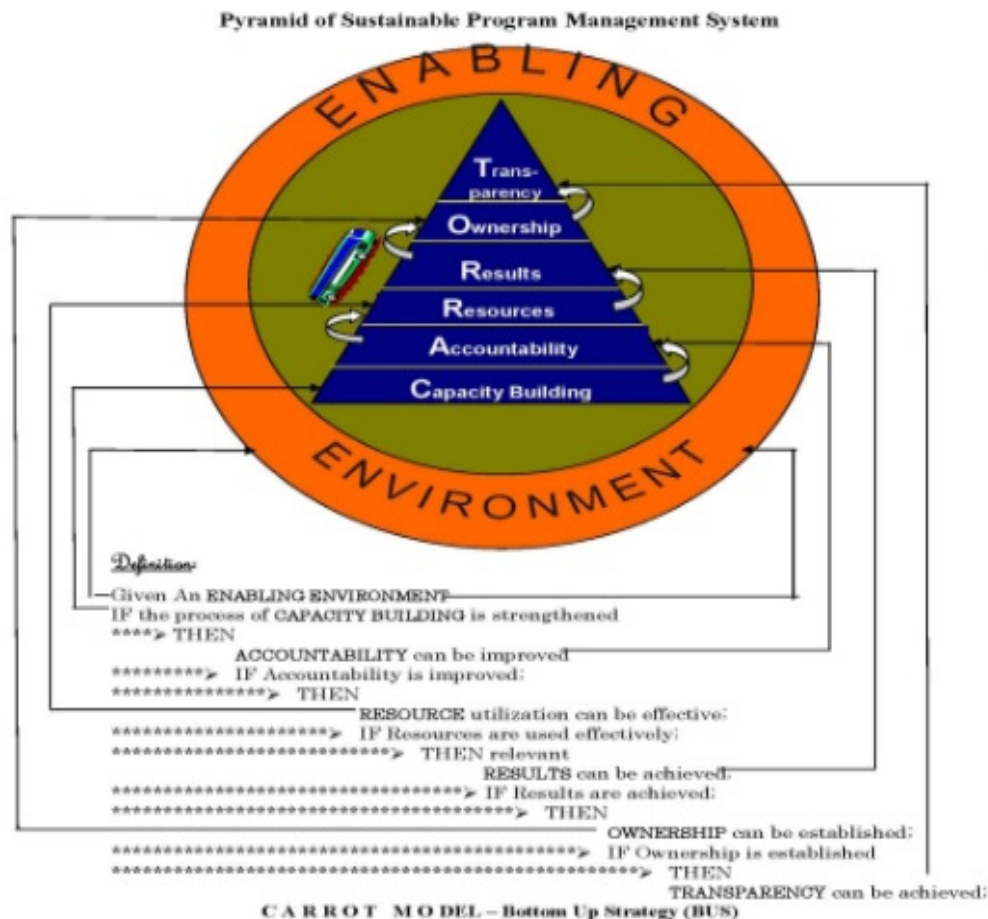 Pyramid of Sustainable Program Management System
ENABLING
Trans-
parency
Ownership
Results
Resources
Accountability
Capacity Building
ENVIRONMENT
Definition:
Given An ENABLING ENVIRONMENT
IF the process of CAPACITY BUILDING is strengthened
****➢ THEN
ACCOUNTABILITY can be improved
*********➢ IF Accountability is improved;
***************➢ THEN
RESOURCE utilization can be effective;
*********************➢ IF Resources are used effectively;
***************************➢ THEN relevant
RESULTS can be achieved;
**********************************➢ IF Results are achieved;
***************************************➢ THEN
OWNERSHIP can be established;
*********************************************➢ IF Ownership is established
***************************************************➢ THEN
TRANSPARENCY can be achieved;
C A R R O T M O DEL – Bottom Up Strategy (BUS)